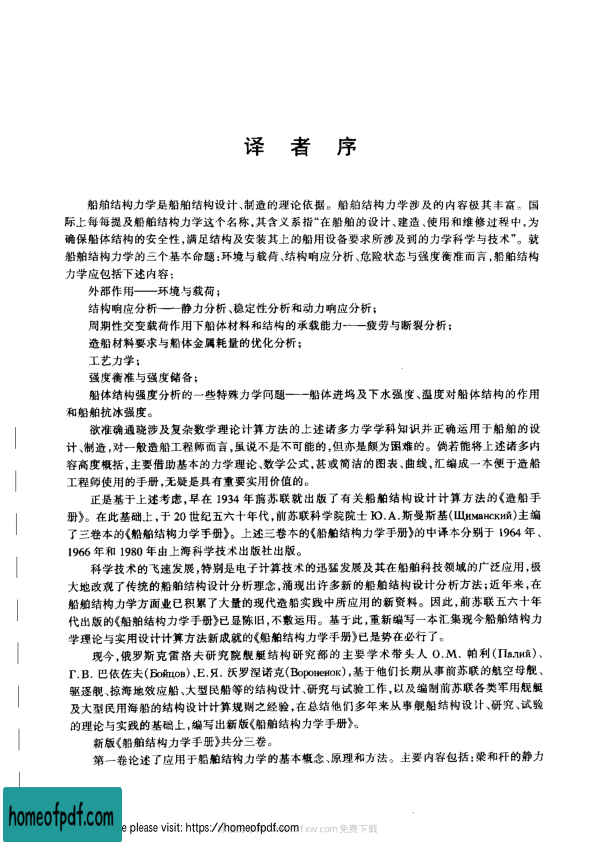 译 者 序
船舶结构力学是船舶结构设计、制造的理论依据。船舶结构力学涉及的内容极其丰富。国
际上每每提及船舶结构力学这个名称,其含义系指“在船舶的设计、建造、使用和维修过程中,为
确保船体结构的安全性,满足结构及安装其上的船用设备要求所涉及到的力学科学与技术”。就
船舶结构力学的三个基本命题:环境与载荷、结构响应分析、危险状态与强度衡准而言,船舶结构
力学应包括下述内容:
外部作用——环境与载荷;
结构响应分析——静力分析、稳定性分析和动力响应分析;
周期性交变载荷作用下船体材料和结构的承载能力——疲劳与断裂分析;
造船材料要求与船体金属耗量的优化分析;
工艺力学;
强度衡准与强度储备;
船体结构强度分析的一些特殊力学问题——船体进坞及下水强度、温度对船体结构的作用
和船舶抗冰强度。
欲准确通晓涉及复杂数学理论计算方法的上述诸多力学学科知识并正确运用于船舶的设
计、制造,对一般造船工程师而言,虽说不是不可能的,但亦是颇为困难的。倘若能将上述诸多内
容高度概括,主要借助基本的力学理论、数学公式,甚或简洁的图表、曲线,汇编成一本便于造船
工程师使用的手册,无疑是具有重要实用价值的。
正是基于上述考虑,早在 1934 年前苏联就出版了有关船舶结构设计计算方法的《造船手
册》。在此基础上,于 20 世纪五六十年代,前苏联科学院院士 Ю.А.斯曼斯基(Щиманский)主编
了三卷本的《船舶结构力学手册》。上述三卷本的《船舶结构力学手册》的中译本分别于 1964 年、
1966 年和 1980 年由上海科学技术出版社出版。
科学技术的飞速发展,特别是电子计算技术的迅猛发展及其在船舶科技领域的广泛应用,极
大地改观了传统的船舶结构设计分析理念,涌现出许多新的船舶结构设计分析方法;近年来,在
船舶结构力学方面业已积累了大量的现代造船实践中所应用的新资料。因此,前苏联五六十年
代出版的《船舶结构力学手册》已显陈旧,不敷运用。基于此,重新编写一本汇集现今船舶结构力
学理论与实用设计计算方法新成就的《船舶结构力学手册》已是势在必行了。
现今,俄罗斯克雷洛夫研究院舰艇结构研究部的主要学术带头人 О.М. 帕利(Палий)、
Г.В. 巴依佐夫(Бойцов)、Е.Я. 沃罗涅诺克(Вороненок),基于他们长期从事前苏联的航空母舰、
驱逐舰、掠海地效应船、大型民船等的结构设计、研究与试验工作,以及编制前苏联各类军用舰艇
及大型民用海船的结构设计计算规则之经验,在总结他们多年来从事舰船结构设计、研究、试验
的理论与实践的基础上,编写出新版《船舶结构力学手册》。
新版《船舶结构力学手册》共分三卷。
第一卷论述了应用于船舶结构力学的基本概念、原理和方法。主要内容包括:梁和杆的静力
homeofpdf.com
e please visit: https://homeofpdf.com
fxw.com免费下载